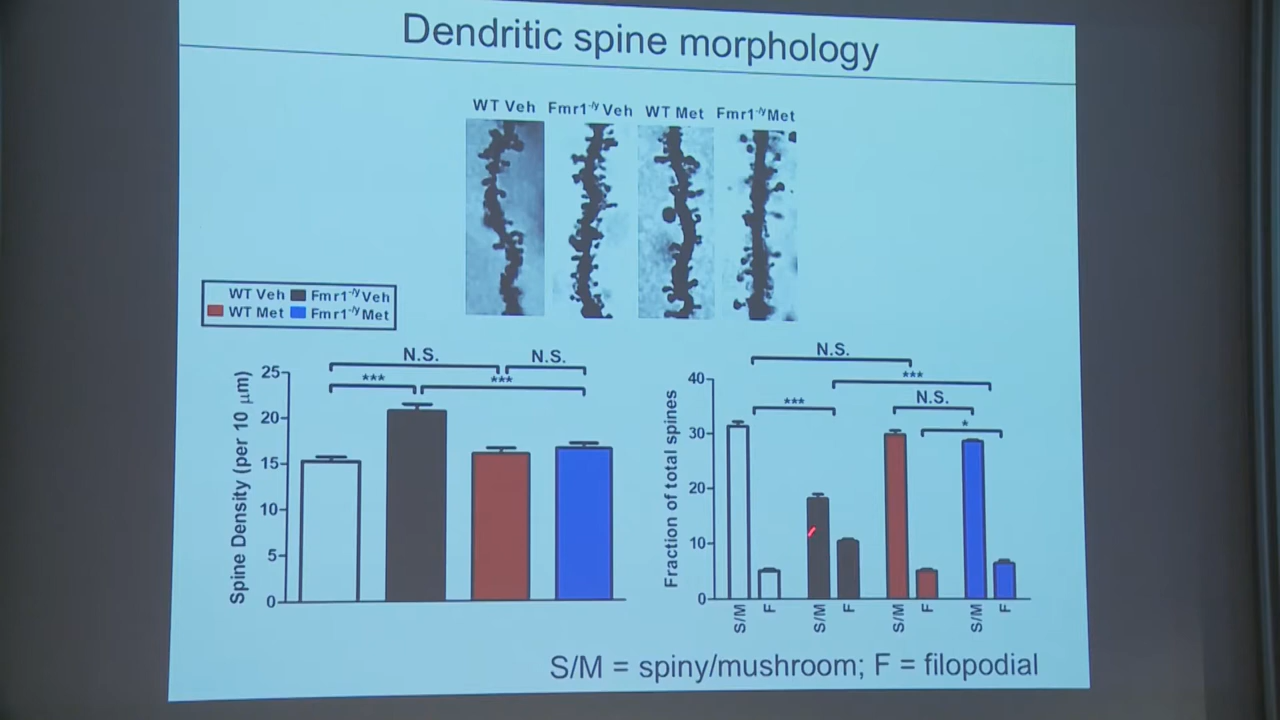 Dendritic spine morphology
WT Veh Fmr1-/y Veh WT Met Fmr1-/y Met
WT Veh Fmr1-/y Veh
WT Met Fmr1-/y Met
N.S. N.S.
*** ***
25
20
15
10
5
0
Spine Density (per 10 μm)
N.S.
***
N.S.
***
*
40
30
20
10
0
Fraction of total spines
S/M F S/M F S/M F S/M F
S/M = spiny/mushroom; F = filopodial